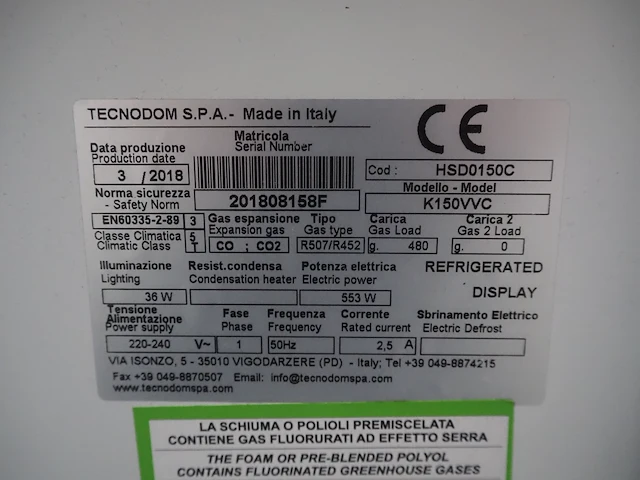 TECNODOM S.P.A.- Made in Italy
CE
Data produzione
Production date
3 / 2018
Matricola
Serial Number
Cod : HSD0150C
Norma sicurezza
- Safety Norm
201808158F
Modello - Model
K150VVC
EN60335-2-89 3
Classe Climatica 5
Climatic Class T
Gas espansione
Expansion gas
CO ; CO2
Tipo
Gas type
R507/R452
Carica
Gas Load
g. 480
Carica 2
Gas 2 Load
g. 0
Illuminazione
Lighting
36 W
Resist.condensa
Condensation heater
Potenza elettrica
Electric power
553 W
REFRIGERATED
DISPLAY
Tensione
Alimentazione
Power supply
220-240 V~
Fase
Phase
1
Frequenza
Frequency
50Hz
Corrente
Rated current
2,5 A
Sbrinamento Elettrico
Electric Defrost
VIA ISONZO, 5 - 35010 VIGODARZERE (PD) - Italy; Tel +39 049-8874215
Fax +39 049-8870507 Email: info@tecnodomspa.com
www.tecnodomspa.com
LA SCHIUMA O POLIOLI PREMISCELATA
CONTIENE GAS FLUORURATI AD EFFETTO SERRA
THE FOAM OR PRE-BLENDED POLYOL
CONTAINS FLUORINATED GREENHOUSE GASES